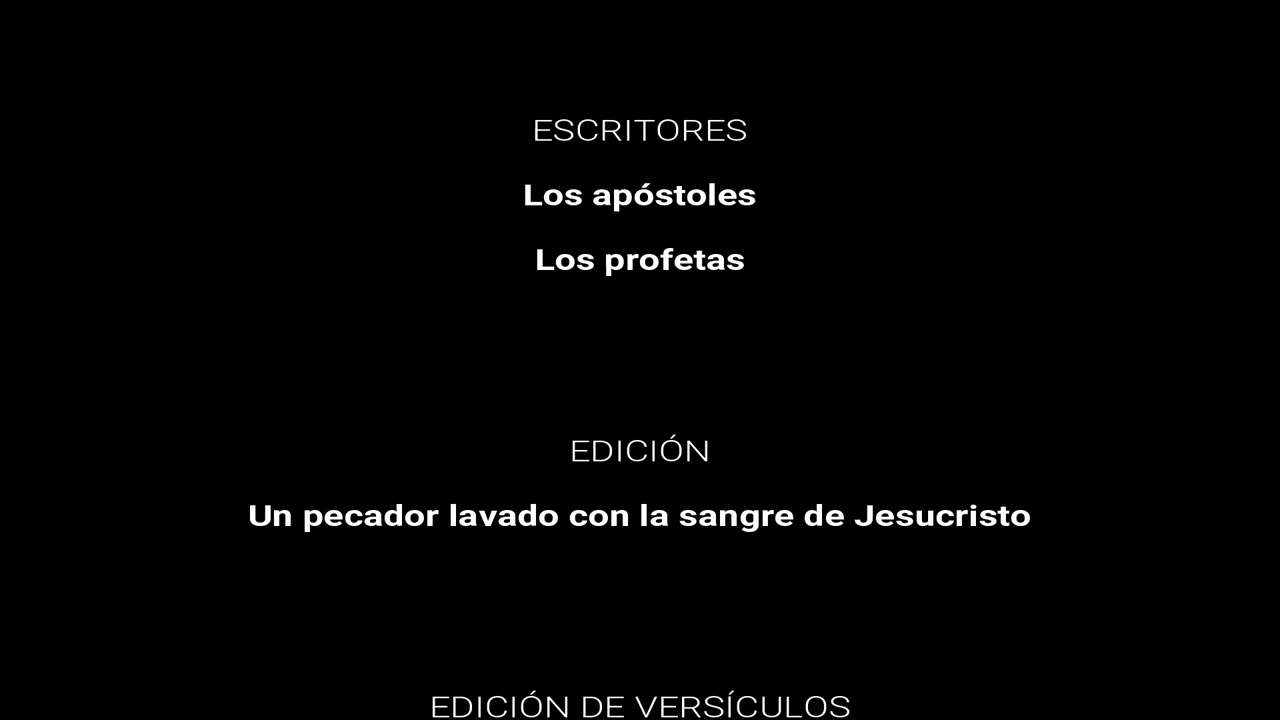 ESCRITORES
Los apóstoles
Los profetas
EDICIÓN
Un pecador lavado con la sangre de Jesucristo
EDICIÓN DE VERSÍCULOS